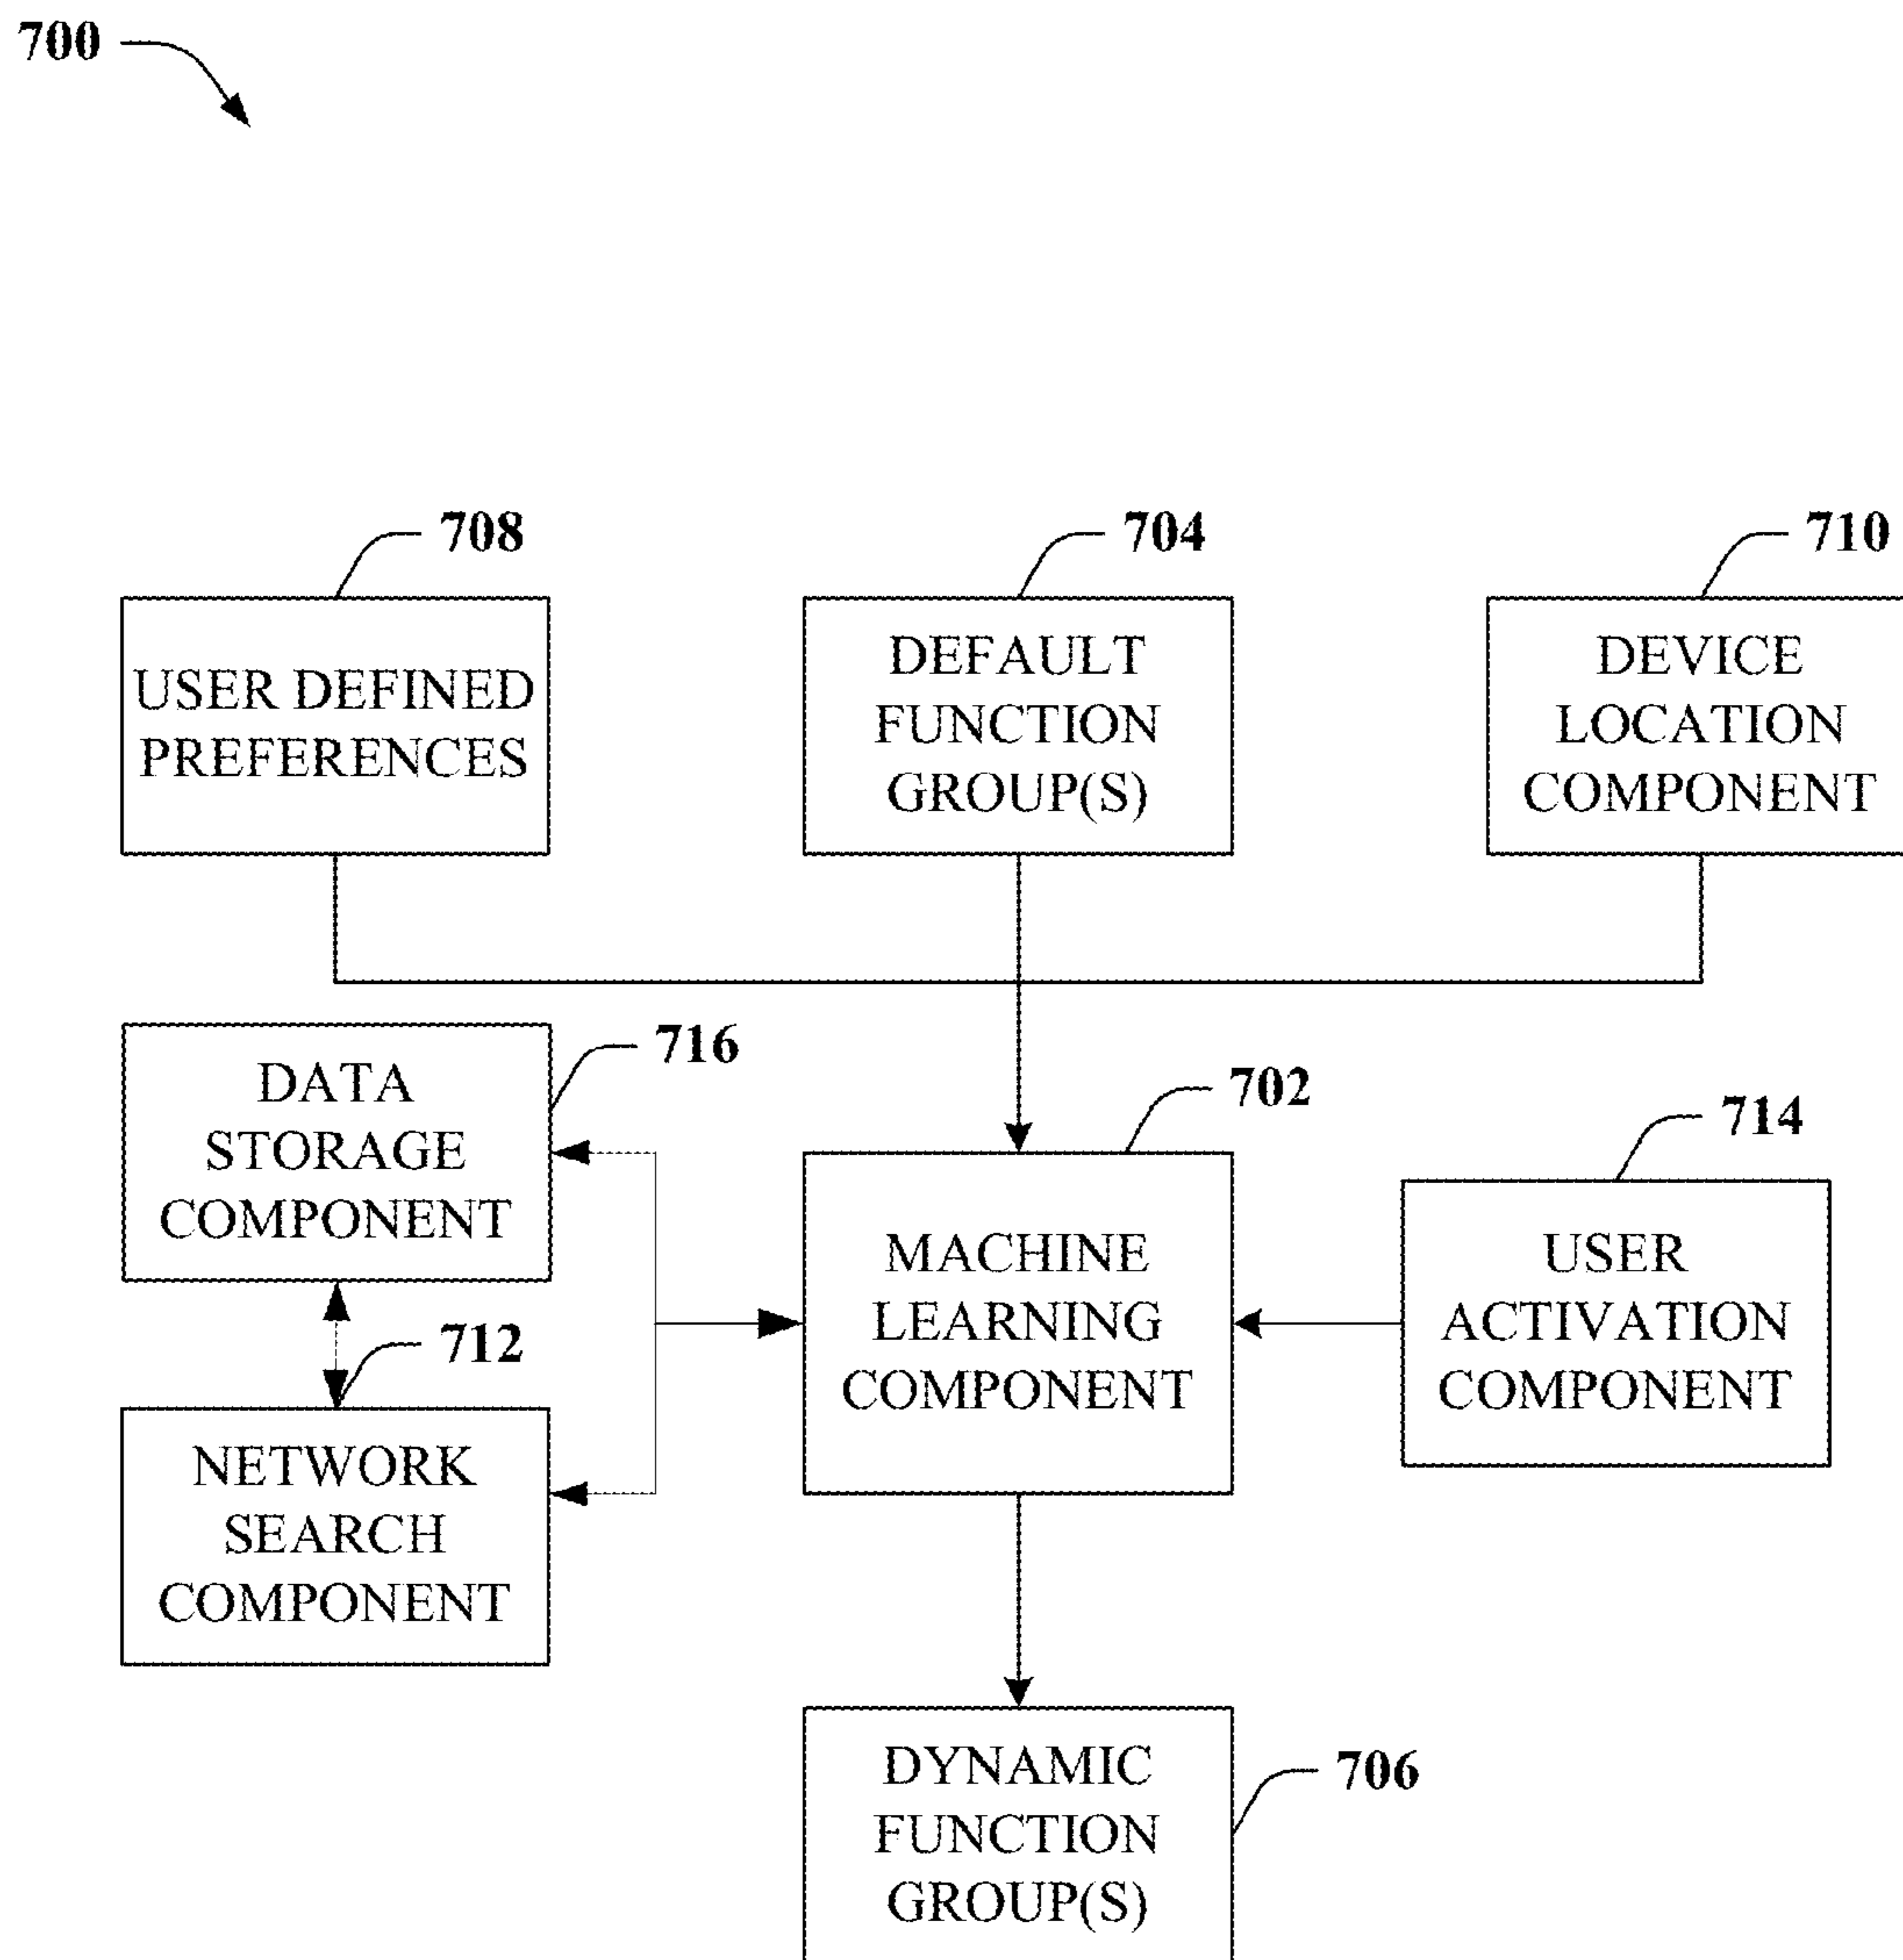 700
708
704
710
USER DEFINED
PREFERENCES
DEFAULT
FUNCTION
GROUP(S)
DEVICE
LOCATION
COMPONENT
716
DATA
STORAGE
COMPONENT
702
714
MACHINE
LEARNING
COMPONENT
USER
ACTIVATION
COMPONENT
712
NETWORK
SEARCH
COMPONENT
706
DYNAMIC
FUNCTION
GROUP(S)